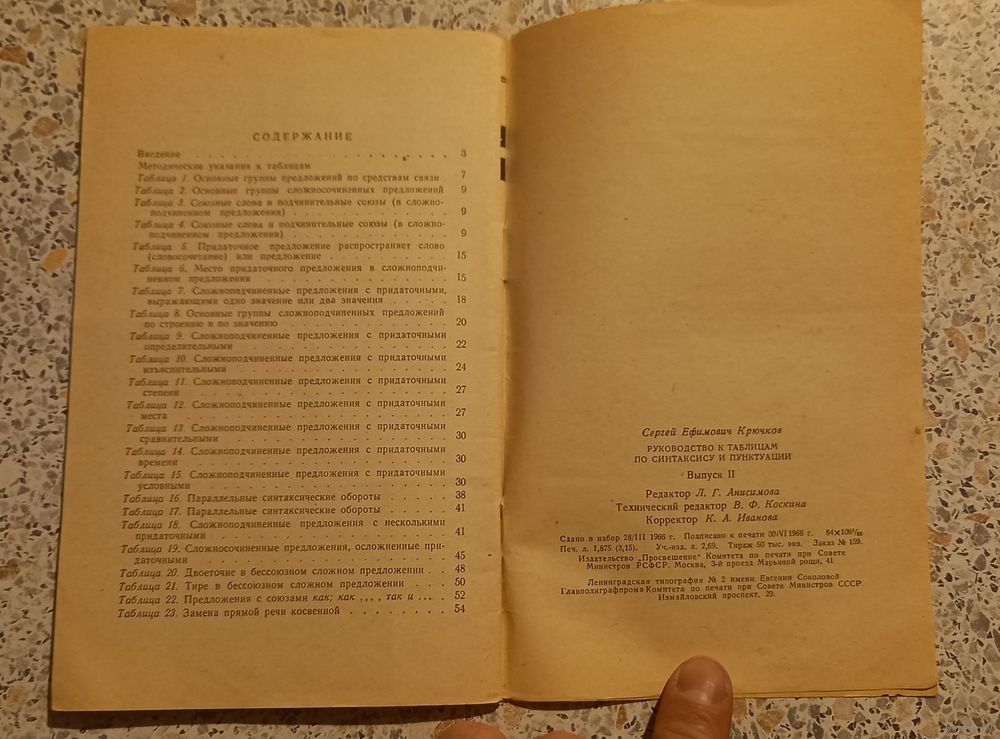 СОДЕРЖАНИЕ
Введение . . . . . . . . . . . . . . . . . 3
Методические указания к таблицам
Таблица 1. Основные группы предложений по средствам связи 7
Таблица 2. Основные группы сложносочиненных предложений 9
Таблица 3. Союзные слова и подчинительные союзы (в сложно-
подчиненном предложении) . . . . . . . . . 9
Таблица 4. Союзные слова и подчинительные союзы (в сложно-
подчиненном предложении) . . . . . . . . . 9
Таблица 5. Придаточное предложение распространяет слово
(словосочетание) или предложение . . . . . . . 15
Таблица 6. Место придаточного предложения в сложноподчи-
ненном предложении . . . . . . . . . . . 15
Таблица 7. Сложноподчиненные предложения с придаточными,
выражающими одно значение или два значения . . . . 18
Таблица 8. Основные группы сложноподчиненных предложений
по строению и по значению . . . . . . . . . 20
Таблица 9. Сложноподчиненные предложения с придаточными
определительными . . . . . . . . . . . . 22
Таблица 10. Сложноподчиненные предложения с придаточными
изъяснительными . . . . . . . . . . . . 24
Таблица 11. Сложноподчиненные предложения с придаточными
степени . . . . . . . . . . . . . . . 27
Таблица 12. Сложноподчиненные предложения с придаточными
места . . . . . . . . . . . . . . . 27
Таблица 13. Сложноподчиненные предложения с придаточными
сравнительными . . . . . . . . . . . . 30
Таблица 14. Сложноподчиненные предложения с придаточными
времени . . . . . . . . . . . . . . . 30
Таблица 15. Сложноподчиненные предложения с придаточными
условными . . . . . . . . . . . . . . 30
Таблица 16. Параллельные синтаксические обороты . . . . . 38
Таблица 17. Параллельные синтаксические обороты . . . . . 41
Таблица 18. Сложноподчиненные предложения с несколькими
придаточными . . . . . . . . . . . . . 41
Таблица 19. Сложносочиненные предложения, осложненные при-
даточными . . . . . . . . . . . . . . 45
Таблица 20. Двоеточие в бессоюзном сложном предложении . . 48
Таблица 21. Тире в бессоюзном сложном предложении . . . . 50
Таблица 22. Предложения с союзами как; как ..., так и ... . . 52
Таблица 23. Замена прямой речи косвенной . . . . . . . . 54
Сергей Ефимович Крючков
РУКОВОДСТВО К ТАБЛИЦАМ
ПО СИНТАКСИСУ И ПУНКТУАЦИИ
Выпуск II
Редактор Л. Г. Анисимова
Технический редактор В. Ф. Коскина
Корректор К. А. Иванова
Сдано в набор 28/III 1966 г. Подписано к печати 30/VI 1966 г. 84×108¹/₃₂
Печ. л. 1,875 (3,15). Уч.-изд. л. 2,69. Тираж 50 тыс. экз. Заказ № 159.
Издательство „Просвещение" Комитета по печати при Совете
Министров РСФСР. Москва, 3-й проезд Марьиной рощи, 41
Ленинградская типография № 2 имени Евгении Соколовой
Главполиграфпрома Комитета по печати при Совете Министров СССР.
Измайловский проспект, 29.